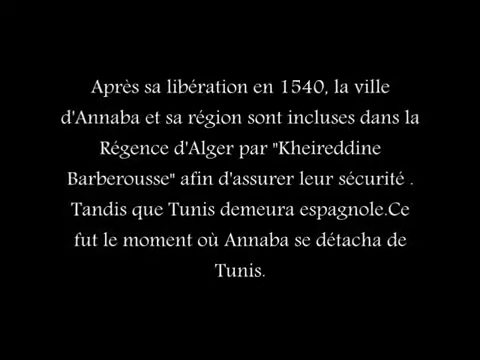 Après sa libération en 1540, la ville
d'Annaba et sa région sont incluses dans la
Régence d'Alger par "Kheireddine
Barberousse" afin d'assurer leur sécurité .
Tandis que Tunis demeura espagnole.Ce
fut le moment où Annaba se détacha de
Tunis.